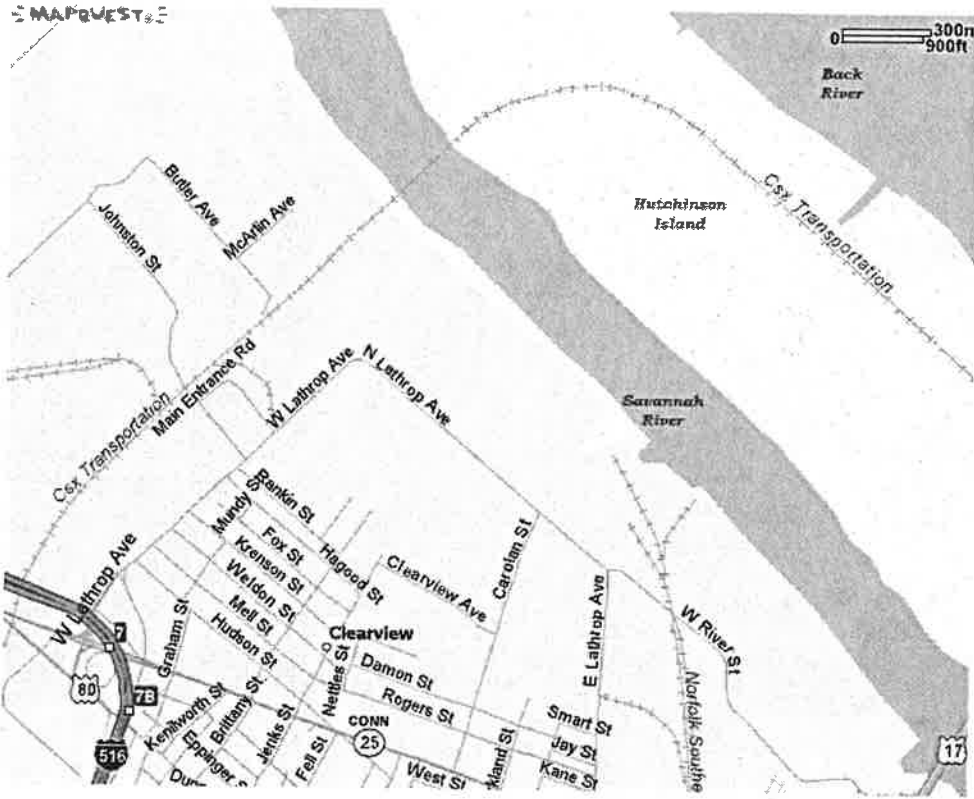 MAPQUEST
0 300m
900ft
Back
River
Hutchinson
Island
Csx Transportation
Butler Ave
McArlin Ave
Johnston St
Main Entrance Rd
Csx Transportation
W Lathrop Ave
N Lathrop Ave
Savannah
River
Rankin St
Mundy St
Fox St
Hagood St
Krenson St
Weldon St
Mell St
Hudson St
Clearview Ave
Carolan St
W Lathrop Ave
Graham St
Clearview
Nettles St
Damon St
Rogers St
E Lathrop Ave
W River St
7
80
7B
516
Kenilworth St
Eppinger S
Brittany St
Jenks St
Fell St
CONN
25
West St
kland St
Smart St
Jay St
Kane St
Norfolk Southe
17